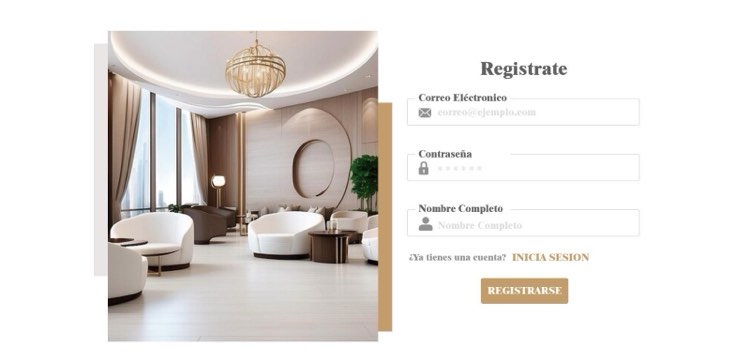 Registrate
Correo Eléctronico
correo@ejemplo.com
Contraseña
* * * * * *
Nombre Completo
Nombre Completo
¿Ya tienes una cuenta? INICIA SESION
REGISTRARSE